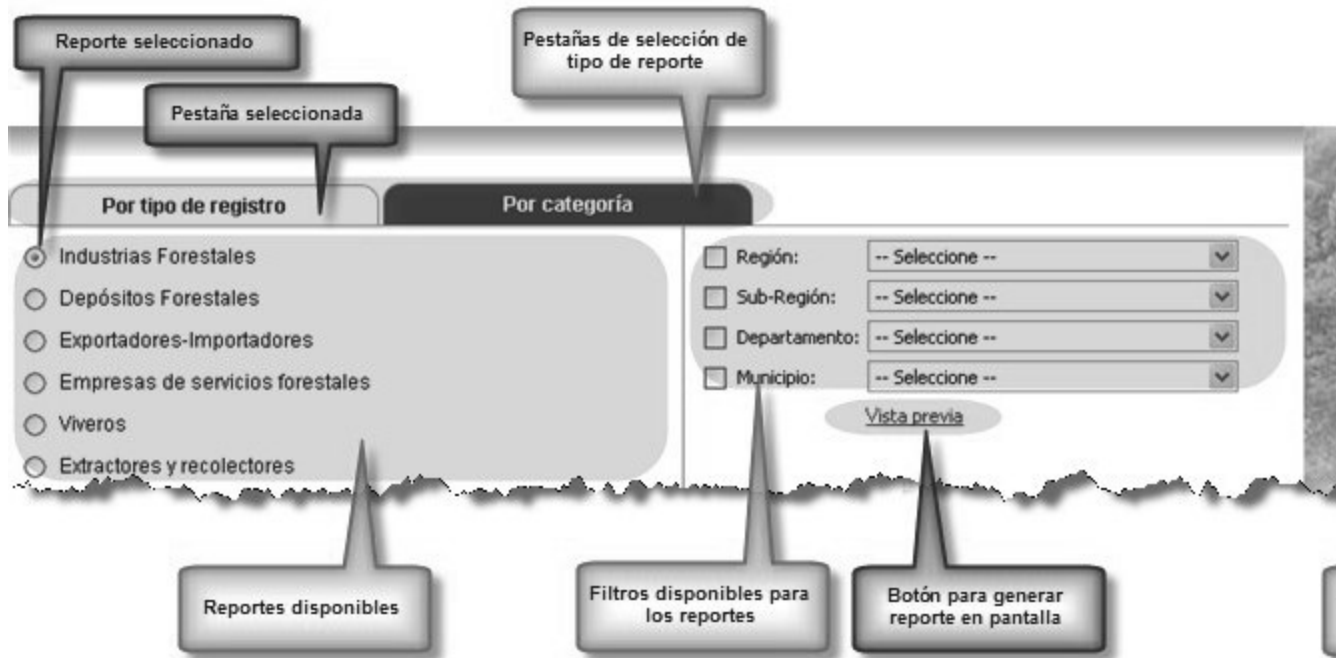 Reporte seleccionado
Pestañas de selección de
tipo de reporte
Pestaña seleccionada
Por tipo de registro
Por categoría
Industrias Forestales
Depósitos Forestales
Exportadores-Importadores
Empresas de servicios forestales
Viveros
Extractores y recolectores
Región: -- Seleccione --
Sub-Región: -- Seleccione --
Departamento: -- Seleccione --
Municipio: -- Seleccione --
Vista previa
Reportes disponibles
Filtros disponibles para
los reportes
Botón para generar
reporte en pantalla